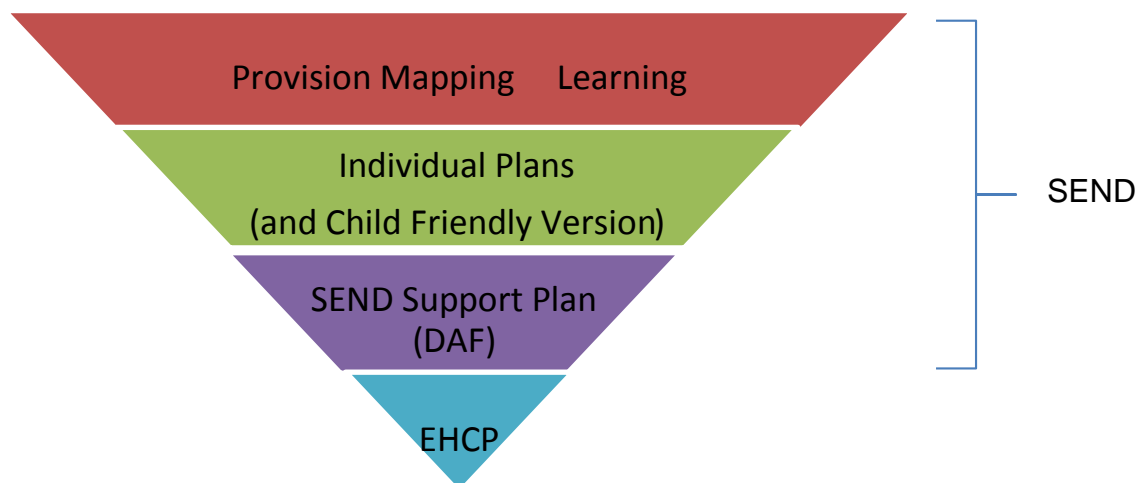 Provision Mapping Learning
Individual Plans
(and Child Friendly Version)
SEND Support Plan
(DAF)
EHCP
SEND